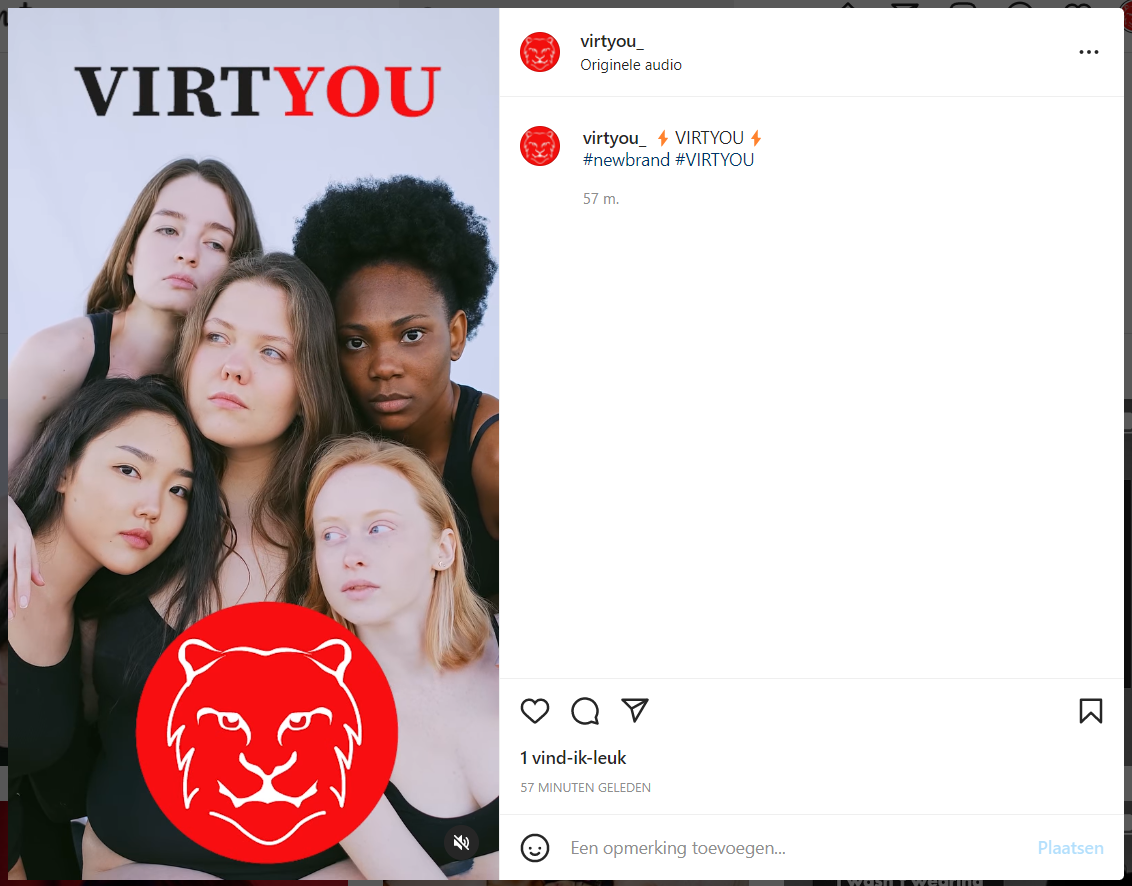 VIRTYOU
virtyou_
Originele audio
virtyou_ ⚡ VIRTYOU ⚡
#newbrand #VIRTYOU
57 m.
1 vind-ik-leuk
57 MINUTEN GELEDEN
Een opmerking toevoegen...
Plaatsen